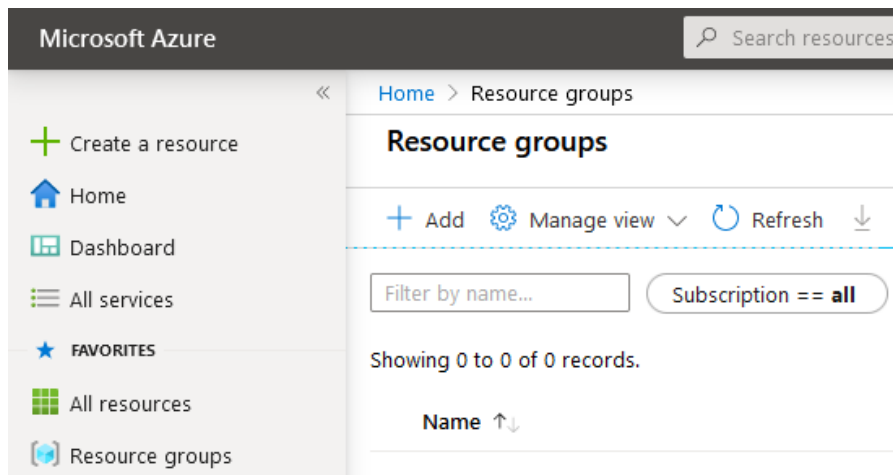 Microsoft Azure
Search resources
Home > Resource groups
Resource groups
Create a resource
Home
Dashboard
All services
FAVORITES
All resources
Resource groups
Add Manage view Refresh
Filter by name... Subscription == all
Showing 0 to 0 of 0 records.
Name ↑↓